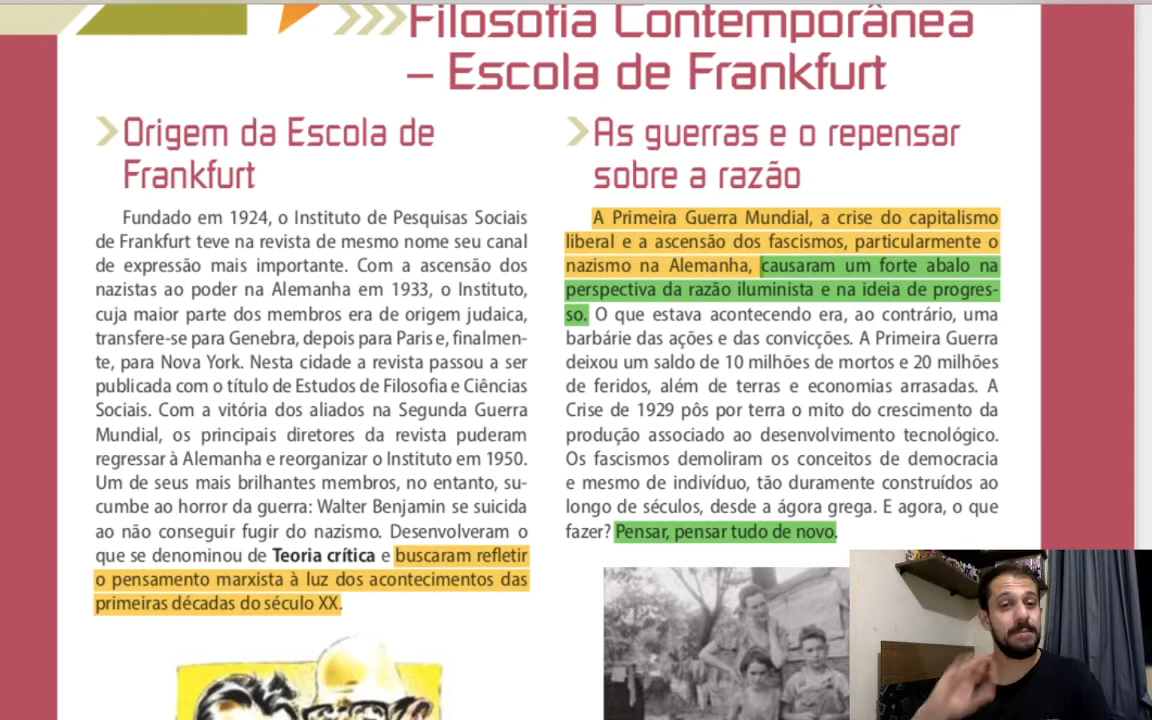 Filosofia Contemporânea
– Escola de Frankfurt
Origem da Escola de
Frankfurt
Fundado em 1924, o Instituto de Pesquisas Sociais
de Frankfurt teve na revista de mesmo nome seu canal
de expressão mais importante. Com a ascensão dos
nazistas ao poder na Alemanha em 1933, o Instituto,
cuja maior parte dos membros era de origem judaica,
transfere-se para Genebra, depois para Paris e, finalmen-
te, para Nova York. Nesta cidade a revista passou a ser
publicada com o título de Estudos de Filosofia e Ciências
Sociais. Com a vitória dos aliados na Segunda Guerra
Mundial, os principais diretores da revista puderam
regressar à Alemanha e reorganizar o Instituto em 1950.
Um de seus mais brilhantes membros, no entanto, su-
cumbe ao horror da guerra: Walter Benjamin se suicida
ao não conseguir fugir do nazismo. Desenvolveram o
que se denominou de Teoria crítica e buscaram refletir
o pensamento marxista à luz dos acontecimentos das
primeiras décadas do século XX.
As guerras e o repensar
sobre a razão
A Primeira Guerra Mundial, a crise do capitalismo
liberal e a ascensão dos fascismos, particularmente o
nazismo na Alemanha, causaram um forte abalo na
perspectiva da razão iluminista e na ideia de progres-
so. O que estava acontecendo era, ao contrário, uma
barbárie das ações e das convicções. A Primeira Guerra
deixou um saldo de 10 milhões de mortos e 20 milhões
de feridos, além de terras e economias arrasadas. A
Crise de 1929 pôs por terra o mito do crescimento da
produção associado ao desenvolvimento tecnológico.
Os fascismos demoliram os conceitos de democracia
e mesmo de indivíduo, tão duramente construídos ao
longo de séculos, desde a ágora grega. E agora, o que
fazer? Pensar, pensar tudo de novo.